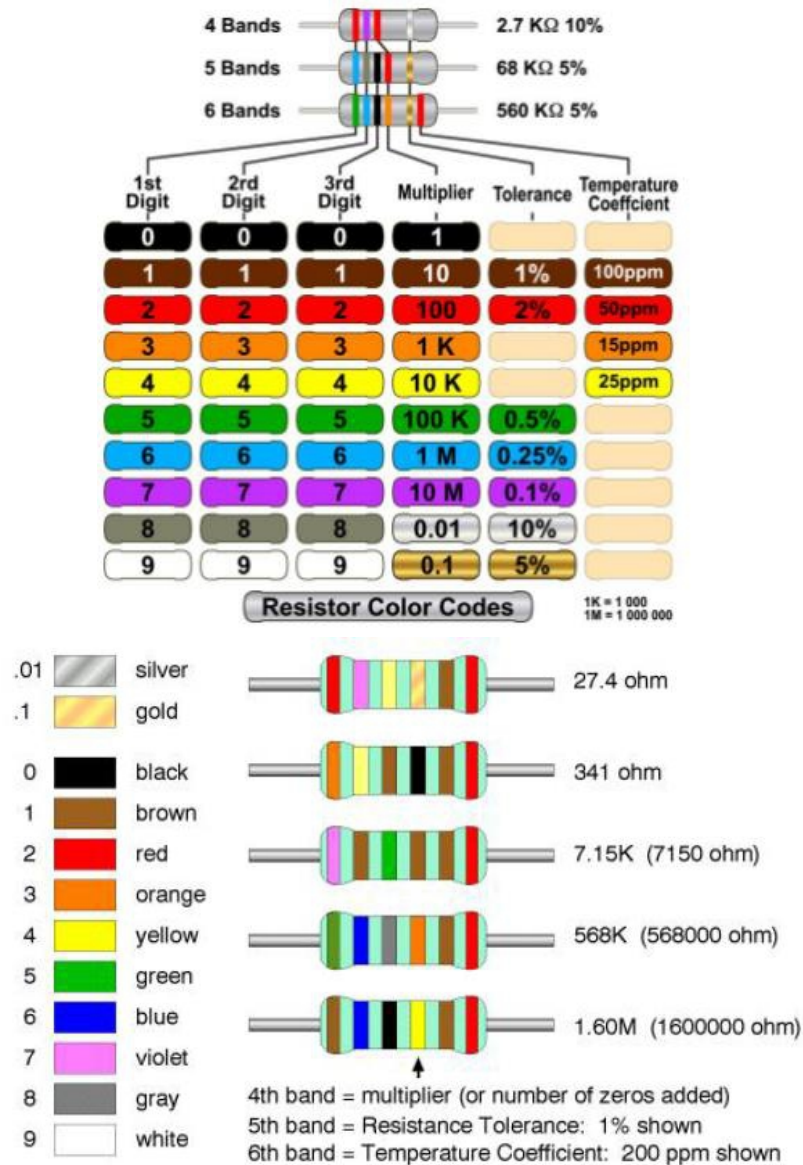 4 Bands 2.7 KΩ 10%
5 Bands 68 KΩ 5%
6 Bands 560 KΩ 5%
1st Digit 2rd Digit 3rd Digit Multiplier Tolerance Temperature Coeffcient
0 0 0 1
1 1 1 10 1% 100ppm
2 2 2 100 2% 50ppm
3 3 3 1 K 15ppm
4 4 4 10 K 25ppm
5 5 5 100 K 0.5%
6 6 6 1 M 0.25%
7 7 7 10 M 0.1%
8 8 8 0.01 10%
9 9 9 0.1 5%
Resistor Color Codes
1K = 1 000
1M = 1 000 000
.01 silver
.1 gold
0 black
1 brown
2 red
3 orange
4 yellow
5 green
6 blue
7 violet
8 gray
9 white
27.4 ohm
341 ohm
7.15K (7150 ohm)
568K (568000 ohm)
1.60M (1600000 ohm)
4th band = multiplier (or number of zeros added)
5th band = Resistance Tolerance: 1% shown
6th band = Temperature Coefficient: 200 ppm shown